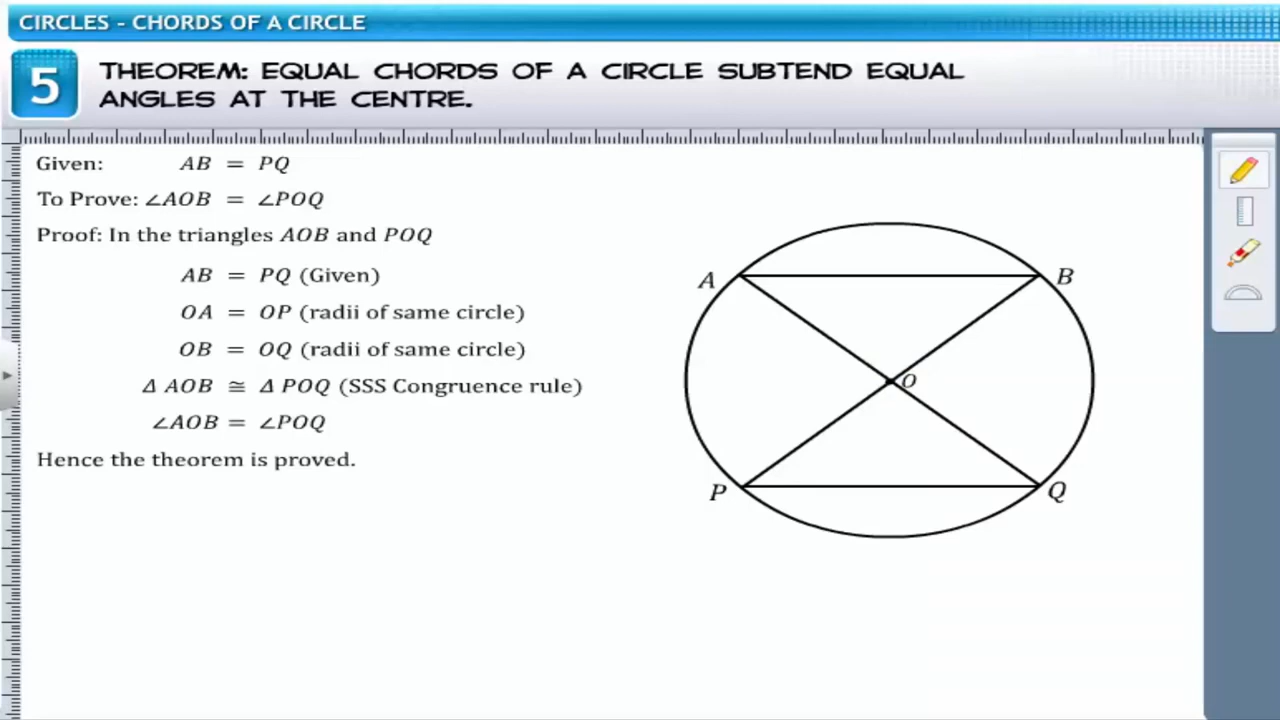 CIRCLES - CHORDS OF A CIRCLE
5
THEOREM: EQUAL CHORDS OF A CIRCLE SUBTEND EQUAL
ANGLES AT THE CENTRE.
Given: AB = PQ
To Prove: ∠AOB = ∠POQ
Proof: In the triangles AOB and POQ
AB = PQ (Given)
OA = OP (radii of same circle)
OB = OQ (radii of same circle)
Δ AOB ≅ Δ POQ (SSS Congruence rule)
∠AOB = ∠POQ
Hence the theorem is proved.
A
B
O
P
Q